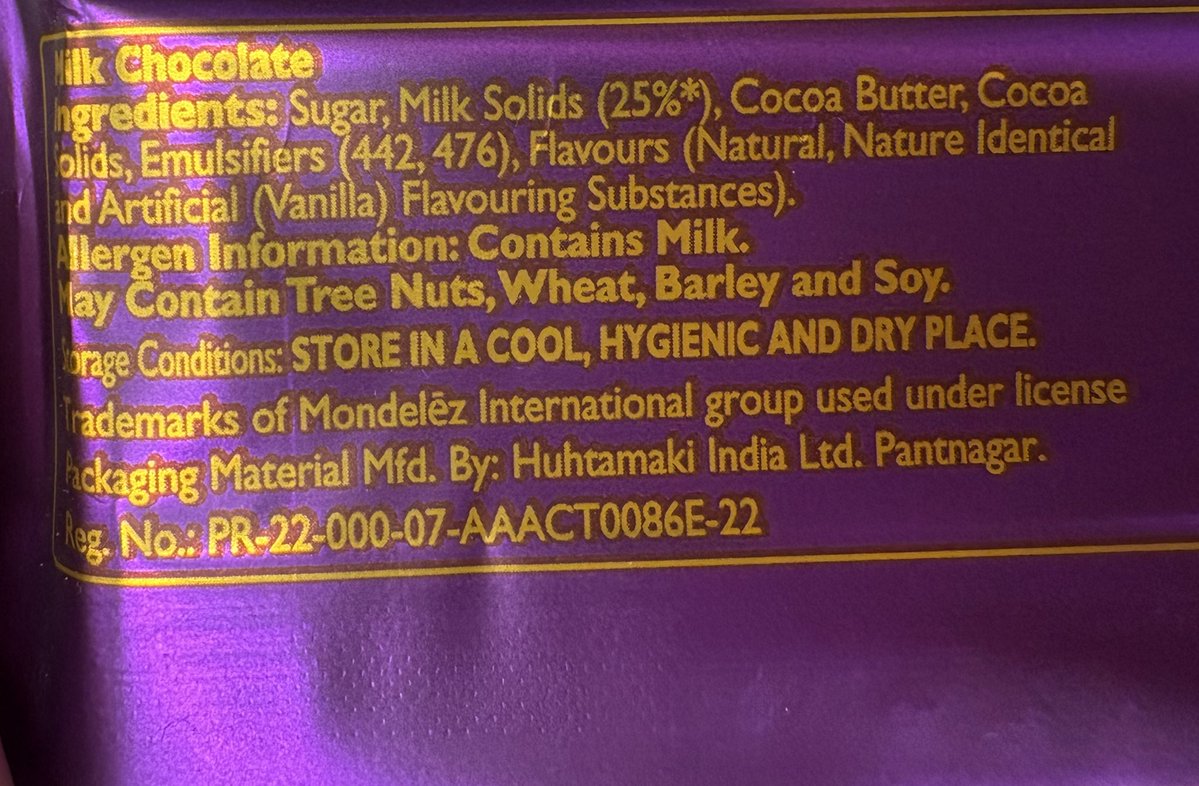 Milk Chocolate
Ingredients: Sugar, Milk Solids (25%*), Cocoa Butter, Cocoa
Solids, Emulsifiers (442, 476), Flavours (Natural, Nature Identical
and Artificial (Vanilla) Flavouring Substances).
Allergen Information: Contains Milk.
May Contain Tree Nuts, Wheat, Barley and Soy.
Storage Conditions: STORE IN A COOL, HYGIENIC AND DRY PLACE.
Trademarks of Mondelēz International group used under license
Packaging Material Mfd. By: Huhtamaki India Ltd. Pantnagar.
Reg. No.: PR-22-000-07-AAACT0086E-22